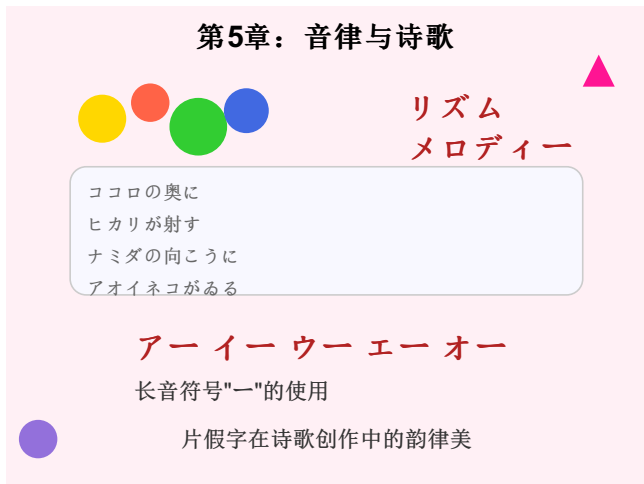 第5章：音律与诗歌
リズム
メロディー
ココロの奥に
ヒカリが射す
ナミダの向こうに
アオイネコがゐる
アー イー ウー エー オー
长音符号"ー"的使用
片假字在诗歌创作中的韵律美